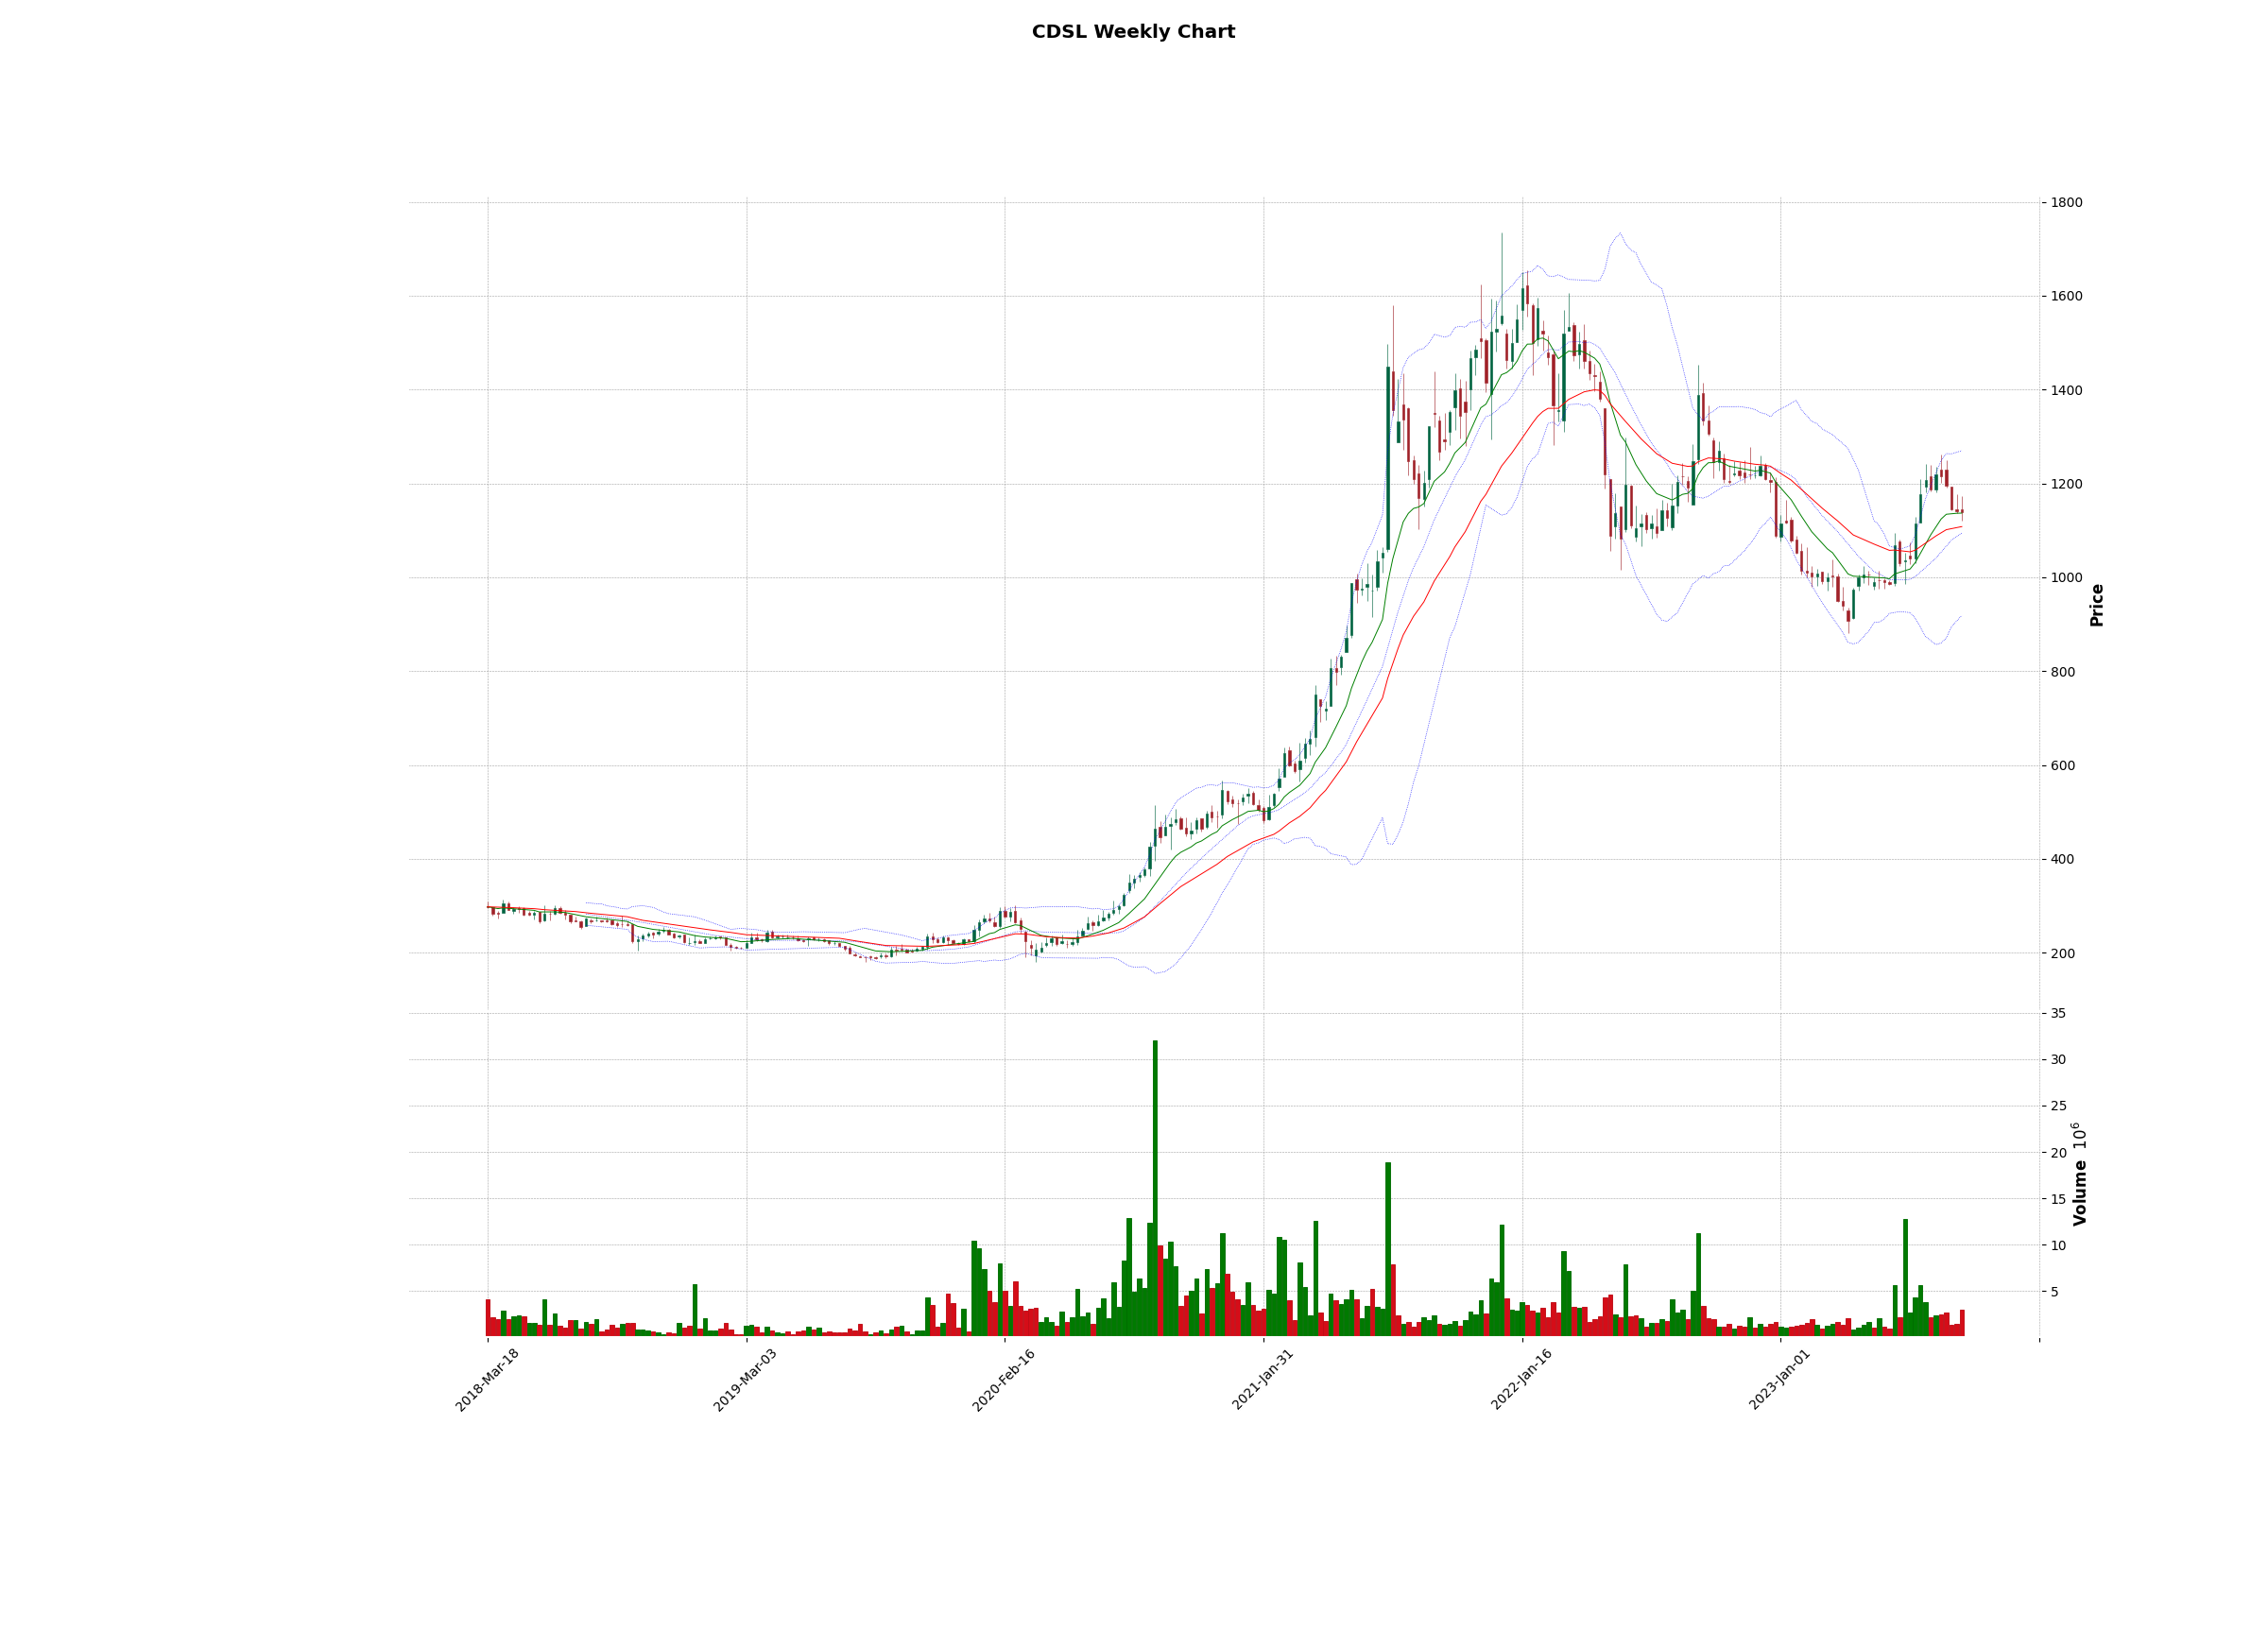 CDSL Weekly Chart
1800
1600
1400
1200
1000
800
600
400
200
Price
35
30
25
20
15
10
5
Volume 10⁶
2018-Mar-18
2019-Mar-03
2020-Feb-16
2021-Jan-31
2022-Jan-16
2023-Jan-01